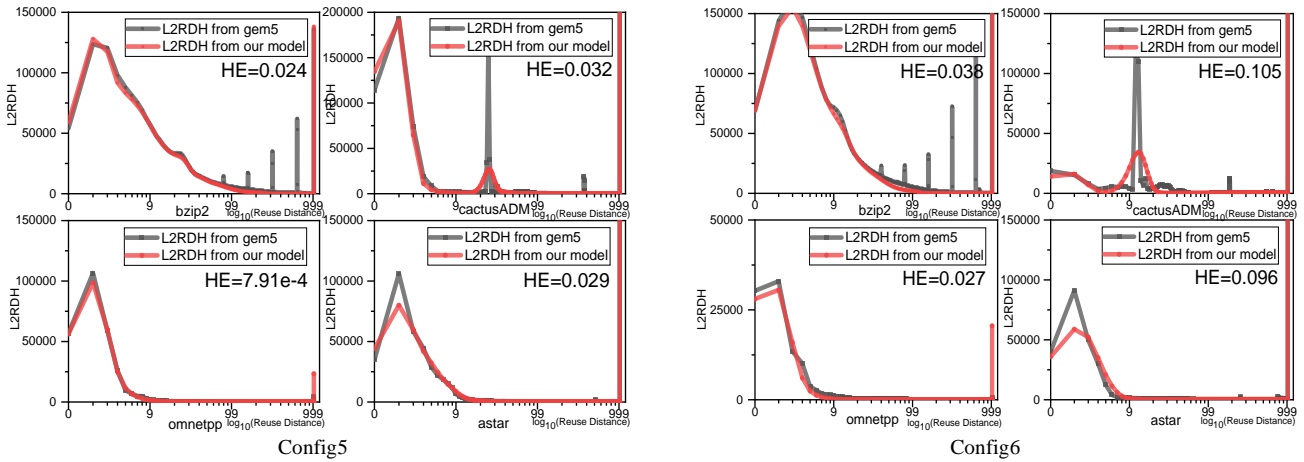 L2RDH
150000
100000
50000
0
L2RDH from gem5
L2RDH from our model
HE=0.024
0
9
99
999
bzip2
log10(Reuse Distance)
L2RDH
200000
150000
100000
50000
0
L2RDH from gem5
L2RDH from our model
HE=0.032
0
9
99
999
cactusADM
log10(Reuse Distance)
L2RDH
150000
100000
50000
0
L2RDH from gem5
L2RDH from our model
HE=7.91e-4
0
9
99
999
omnetpp
log10(Reuse Distance)
L2RDH
150000
100000
50000
0
L2RDH from gem5
L2RDH from our model
HE=0.029
0
9
99
999
astar
log10(Reuse Distance)
Config5
L2RDH
150000
100000
50000
0
L2RDH from gem5
L2RDH from our model
HE=0.038
0
9
99
999
bzip2
log10(Reuse Distance)
L2RDH
150000
100000
50000
0
L2RDH from gem5
L2RDH from our model
HE=0.105
0
9
99
999
cactusADM
log10(Reuse Distance)
L2RDH
50000
25000
0
L2RDH from gem5
L2RDH from our model
HE=0.027
0
9
99
999
omnetpp
log10(Reuse Distance)
L2RDH
150000
100000
50000
0
L2RDH from gem5
L2RDH from our model
HE=0.096
0
9
99
999
astar
log10(Reuse Distance)
Config6